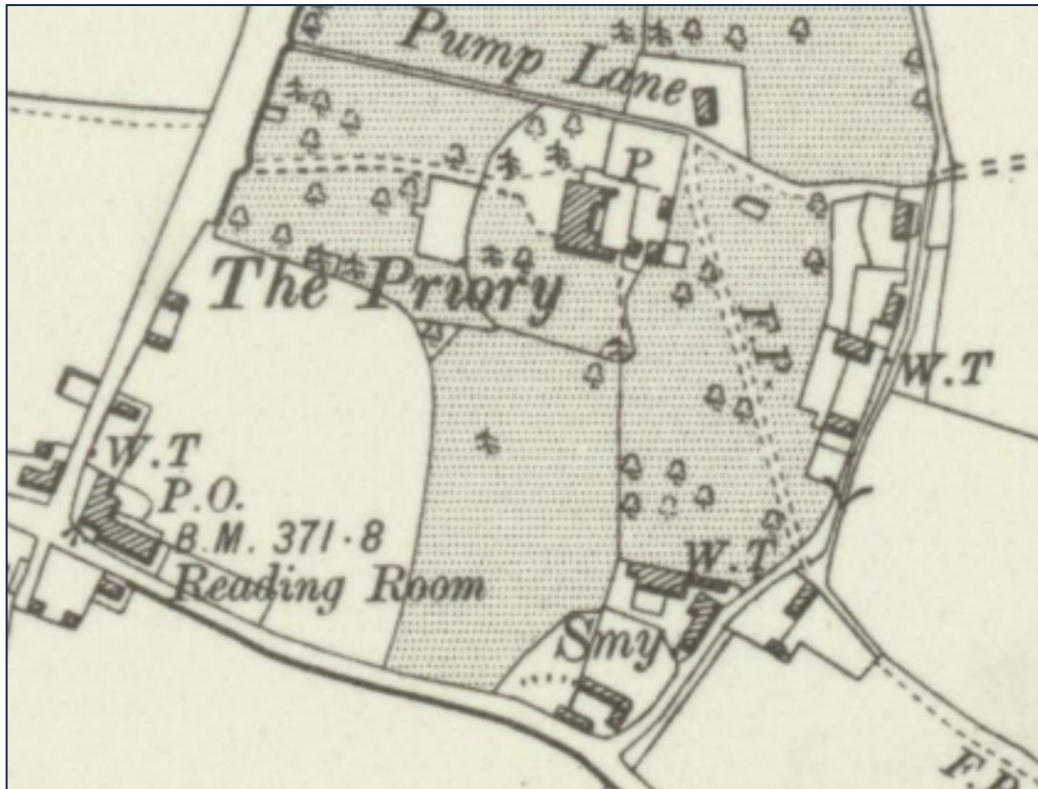 Pump Lane
P
The Priory
F.P.
W.T
W.T
P.O.
B.M. 371·8
Reading Room
W.T
Smy
F.P.